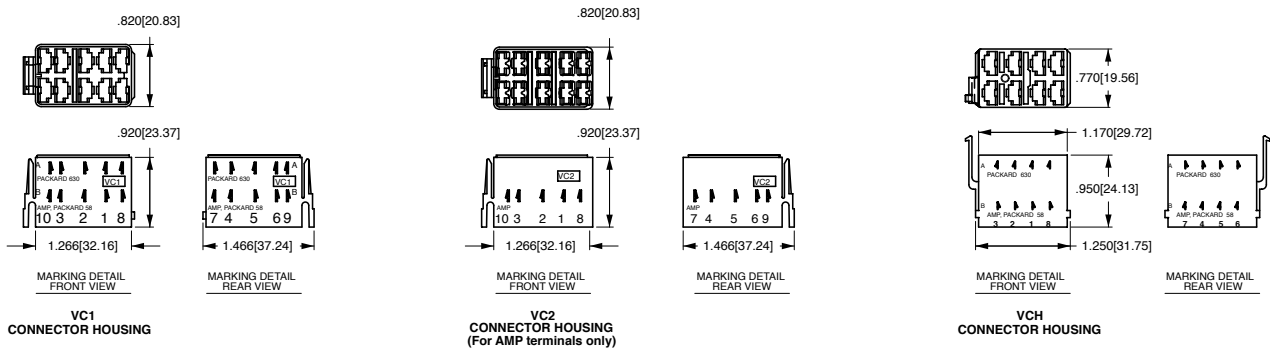 .820[20.83]
.920[23.37]
A
PACKARD 630
VC1
B
AMP, PACKARD 58
10 3 2 1 8
1.266[32.16]
MARKING DETAIL
FRONT VIEW
A
PACKARD 630
VC1
B
AMP, PACKARD 58
7 4 5 6 9
1.466[37.24]
MARKING DETAIL
REAR VIEW
VC1
CONNECTOR HOUSING
.820[20.83]
.920[23.37]
VC2
AMP
10 3 2 1 8
1.266[32.16]
MARKING DETAIL
FRONT VIEW
VC2
AMP
7 4 5 6 9
1.466[37.24]
MARKING DETAIL
REAR VIEW
VC2
CONNECTOR HOUSING
(For AMP terminals only)
.770[19.56]
1.170[29.72]
A
PACKARD 630
.950[24.13]
B
AMP, PACKARD 58
3 2 1 8
1.250[31.75]
MARKING DETAIL
FRONT VIEW
A
PACKARD 630
B
AMP, PACKARD 58
7 4 5 6
MARKING DETAIL
REAR VIEW
VCH
CONNECTOR HOUSING